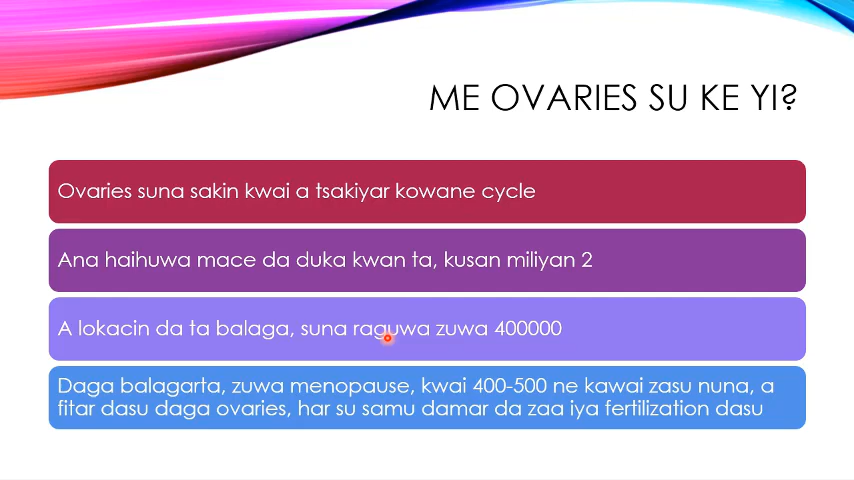 ME OVARIES SU KE YI?
Ovaries suna sakin kwai a tsakiyar kowane cycle
Ana haihuwa mace da duka kwan ta, kusan miliyan 2
A lokacin da ta balaga, suna raguwa zuwa 400000
Daga balagarta, zuwa menopause, kwai 400-500 ne kawai zasu nuna, a
fitar dasu daga ovaries, har su samu damar da zaa iya fertilization dasu